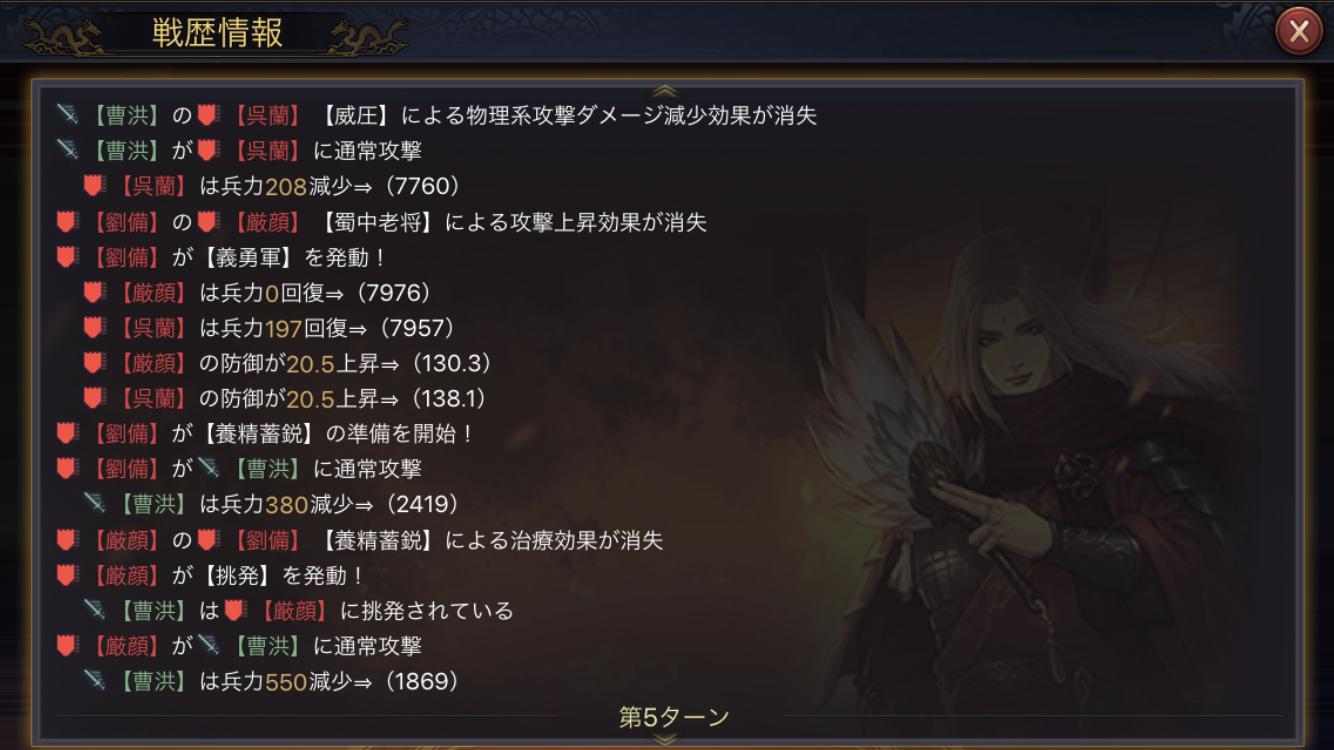 戦歴情報
【曹洪】の【呉蘭】【威圧】による物理系攻撃ダメージ減少効果が消失
【曹洪】が【呉蘭】に通常攻撃
【呉蘭】は兵力208減少⇒（7760）
【劉備】の【厳顔】【蜀中老将】による攻撃上昇効果が消失
【劉備】が【義勇軍】を発動！
【厳顔】は兵力0回復⇒（7976）
【呉蘭】は兵力197回復⇒（7957）
【厳顔】の防御が20.5上昇⇒（130.3）
【呉蘭】の防御が20.5上昇⇒（138.1）
【劉備】が【養精蓄鋭】の準備を開始！
【劉備】が【曹洪】に通常攻撃
【曹洪】は兵力380減少⇒（2419）
【厳顔】の【劉備】【養精蓄鋭】による治療効果が消失
【厳顔】が【挑発】を発動！
【曹洪】は【厳顔】に挑発されている
【厳顔】が【曹洪】に通常攻撃
【曹洪】は兵力550減少⇒（1869）
第5ターン